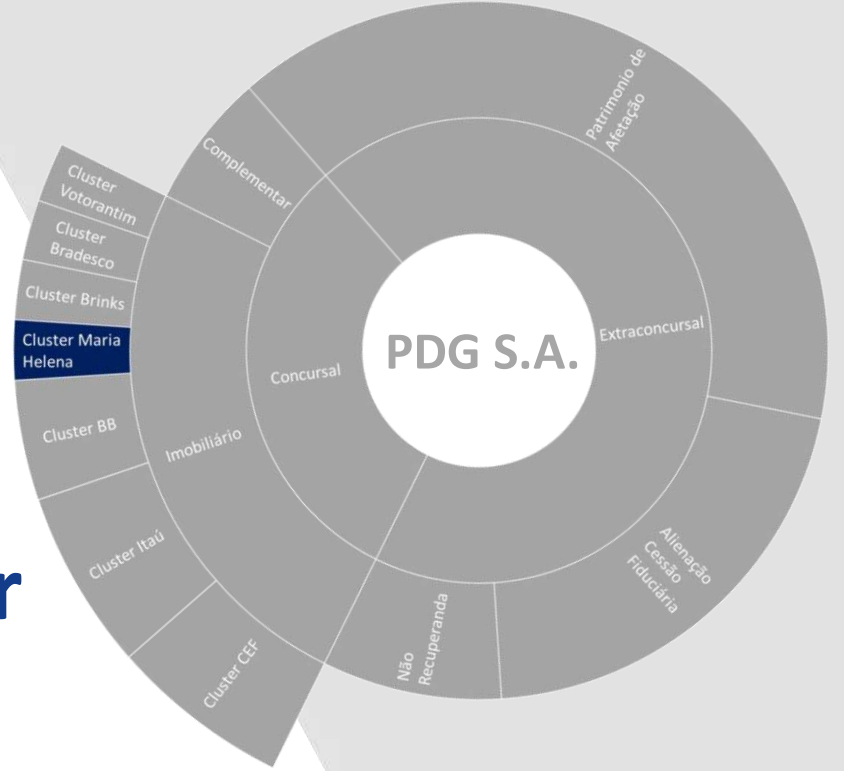 Patrimonio de
Afetação
Complementar
Cluster
Votorantim
Cluster
Bradesco
Cluster Brinks
Cluster Maria
Helena
Cluster BB
Cluster Itaú
Cluster CEF
Imobiliário
Concursal
PDG S.A.
Extraconcursal
Alienação
Cessão
Fiduciária
Não
Recuperanda
r